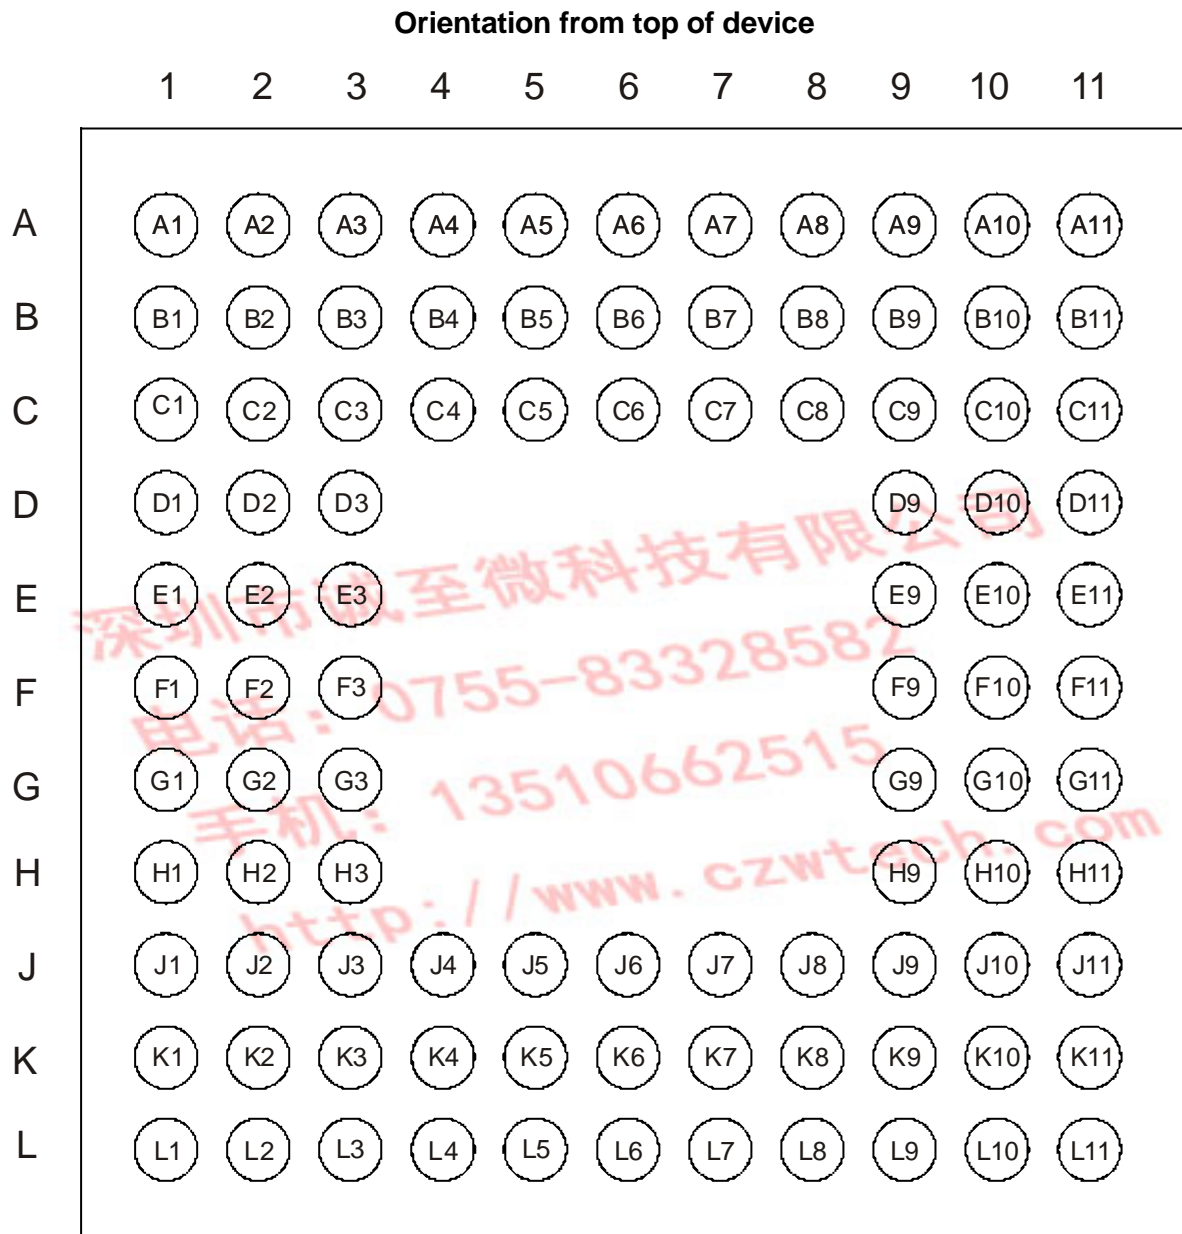 Orientation from top of device
1 2 3 4 5 6 7 8 9 10 11
A A1 A2 A3 A4 A5 A6 A7 A8 A9 A10 A11
B B1 B2 B3 B4 B5 B6 B7 B8 B9 B10 B11
C C1 C2 C3 C4 C5 C6 C7 C8 C9 C10 C11
D D1 D2 D3 D9 D10 D11
E E1 E2 E3 E9 E10 E11
F F1 F2 F3 F9 F10 F11
G G1 G2 G3 G9 G10 G11
H H1 H2 H3 H9 H10 H11
J J1 J2 J3 J4 J5 J6 J7 J8 J9 J10 J11
K K1 K2 K3 K4 K5 K6 K7 K8 K9 K10 K11
L L1 L2 L3 L4 L5 L6 L7 L8 L9 L10 L11
深圳市诚至微科技有限公司
电话: 0755-83328582
手机: 13510662515
http://www.czwtech.com